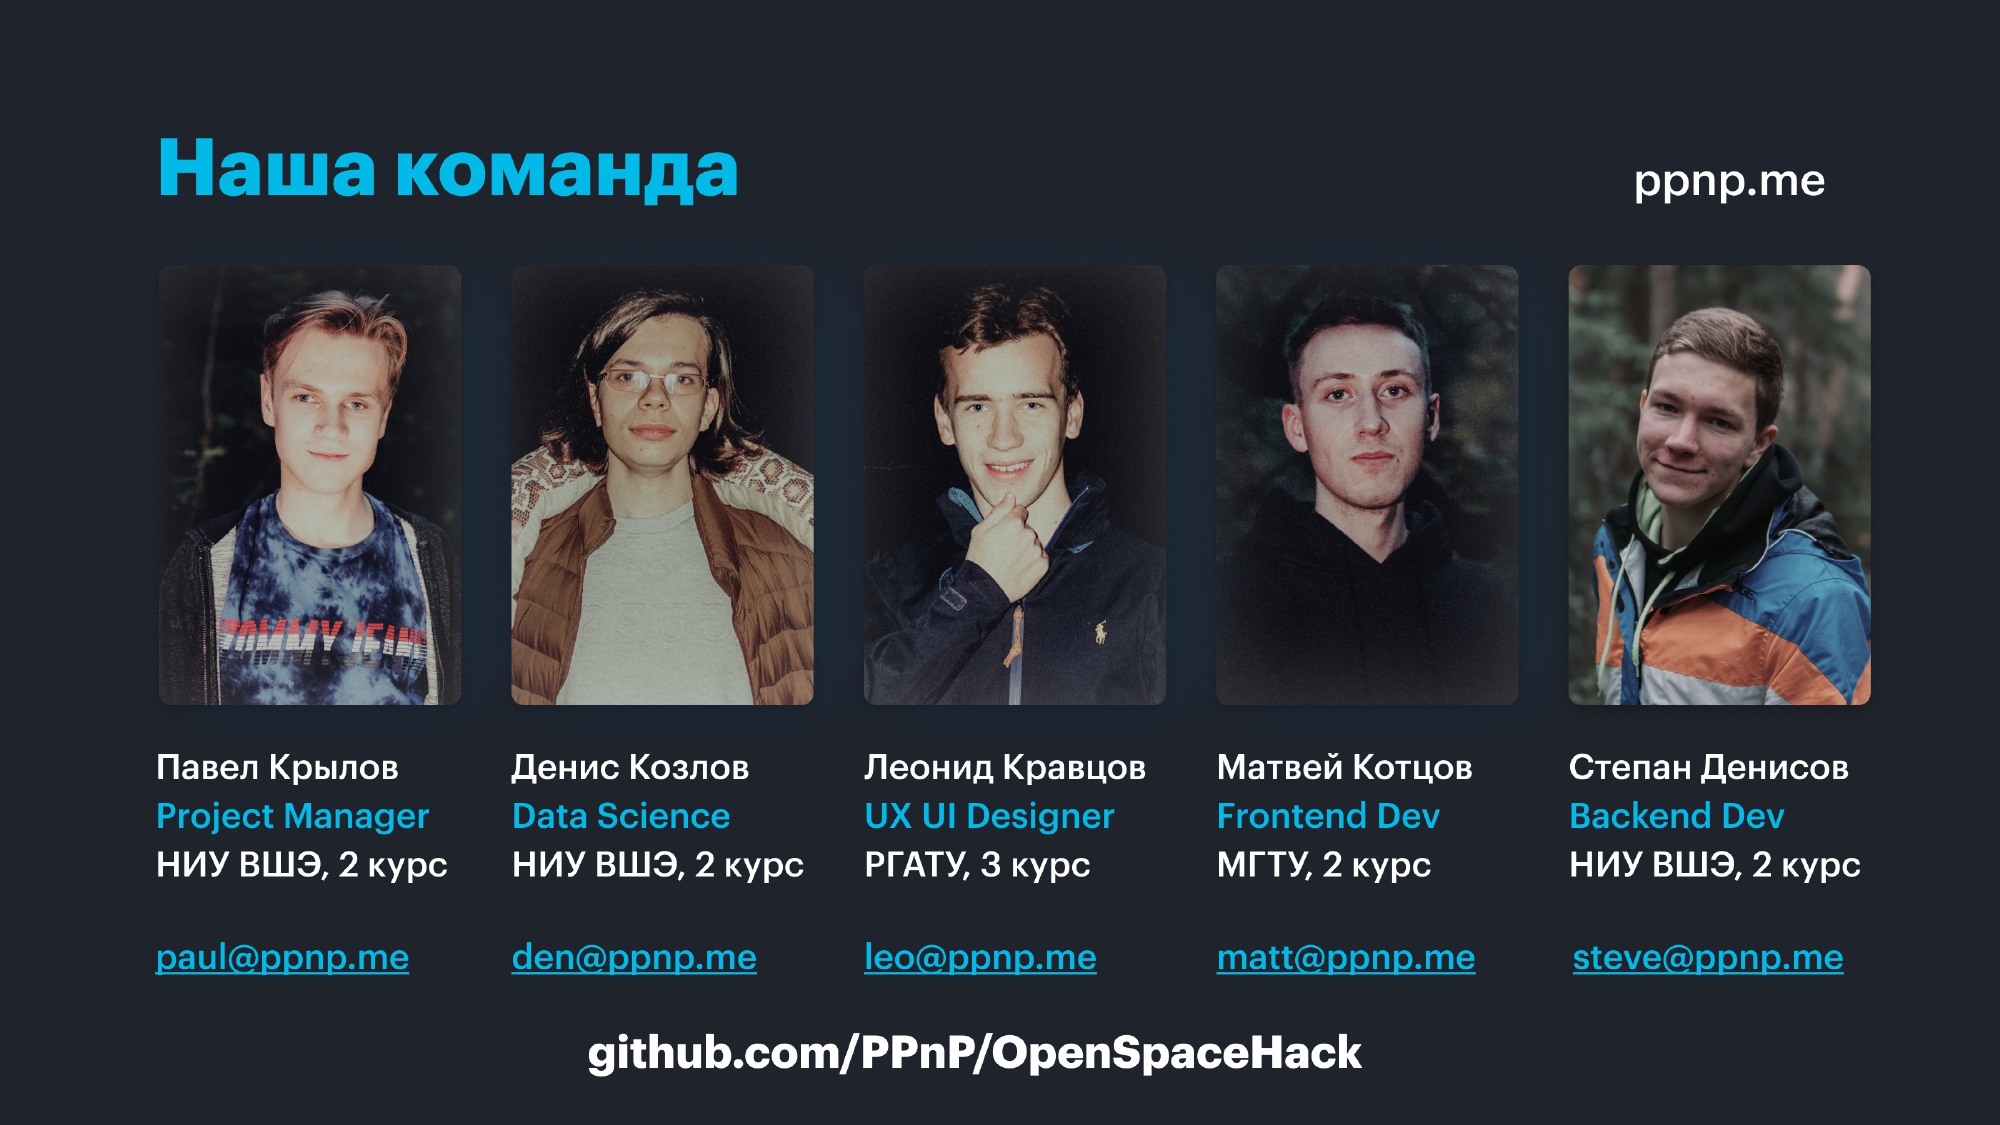 Наша команда
ppnp.me
TOMMY JEANS
Павел Крылов
Project Manager
НИУ ВШЭ, 2 курс
paul@ppnp.me
Денис Козлов
Data Science
НИУ ВШЭ, 2 курс
den@ppnp.me
Леонид Кравцов
UX UI Designer
РГАТУ, 3 курс
leo@ppnp.me
Матвей Котцов
Frontend Dev
МГТУ, 2 курс
matt@ppnp.me
Степан Денисов
Backend Dev
НИУ ВШЭ, 2 курс
steve@ppnp.me
github.com/PPnP/OpenSpaceHack